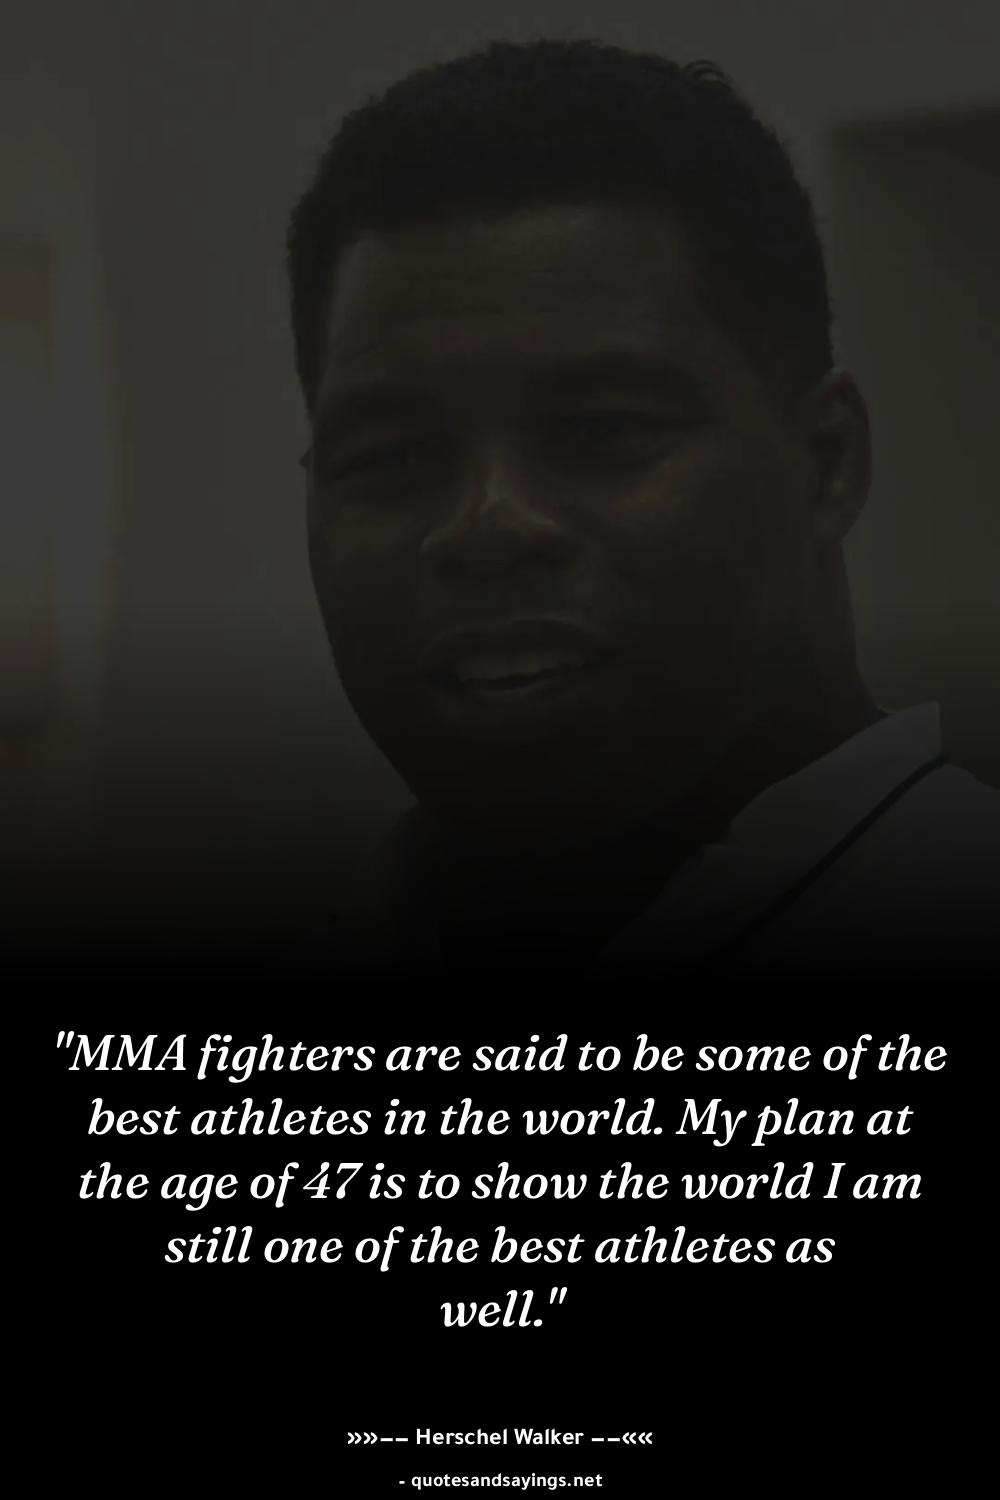 "MMA fighters are said to be some of the
best athletes in the world. My plan at
the age of 47 is to show the world I am
still one of the best athletes as
well."
»»–– Herschel Walker ––««
- quotesandsayings.net